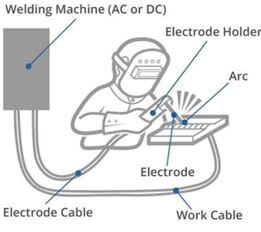 Welding Machine (AC or DC)
Electrode Holder
Arc
Electrode
Electrode Cable
Work Cable